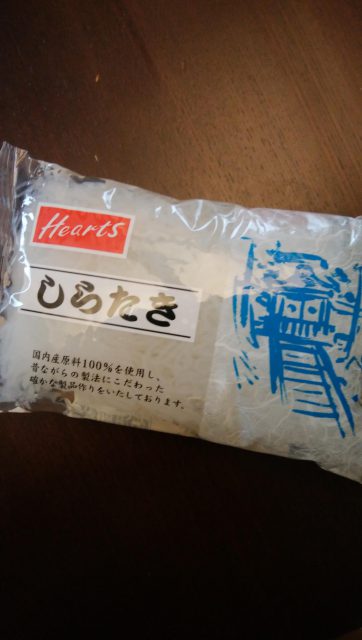 Hearts
しらたき
国内産原料100%を使用し、
昔ながらの製法にこだわった
確かな製品作りをいたしております。